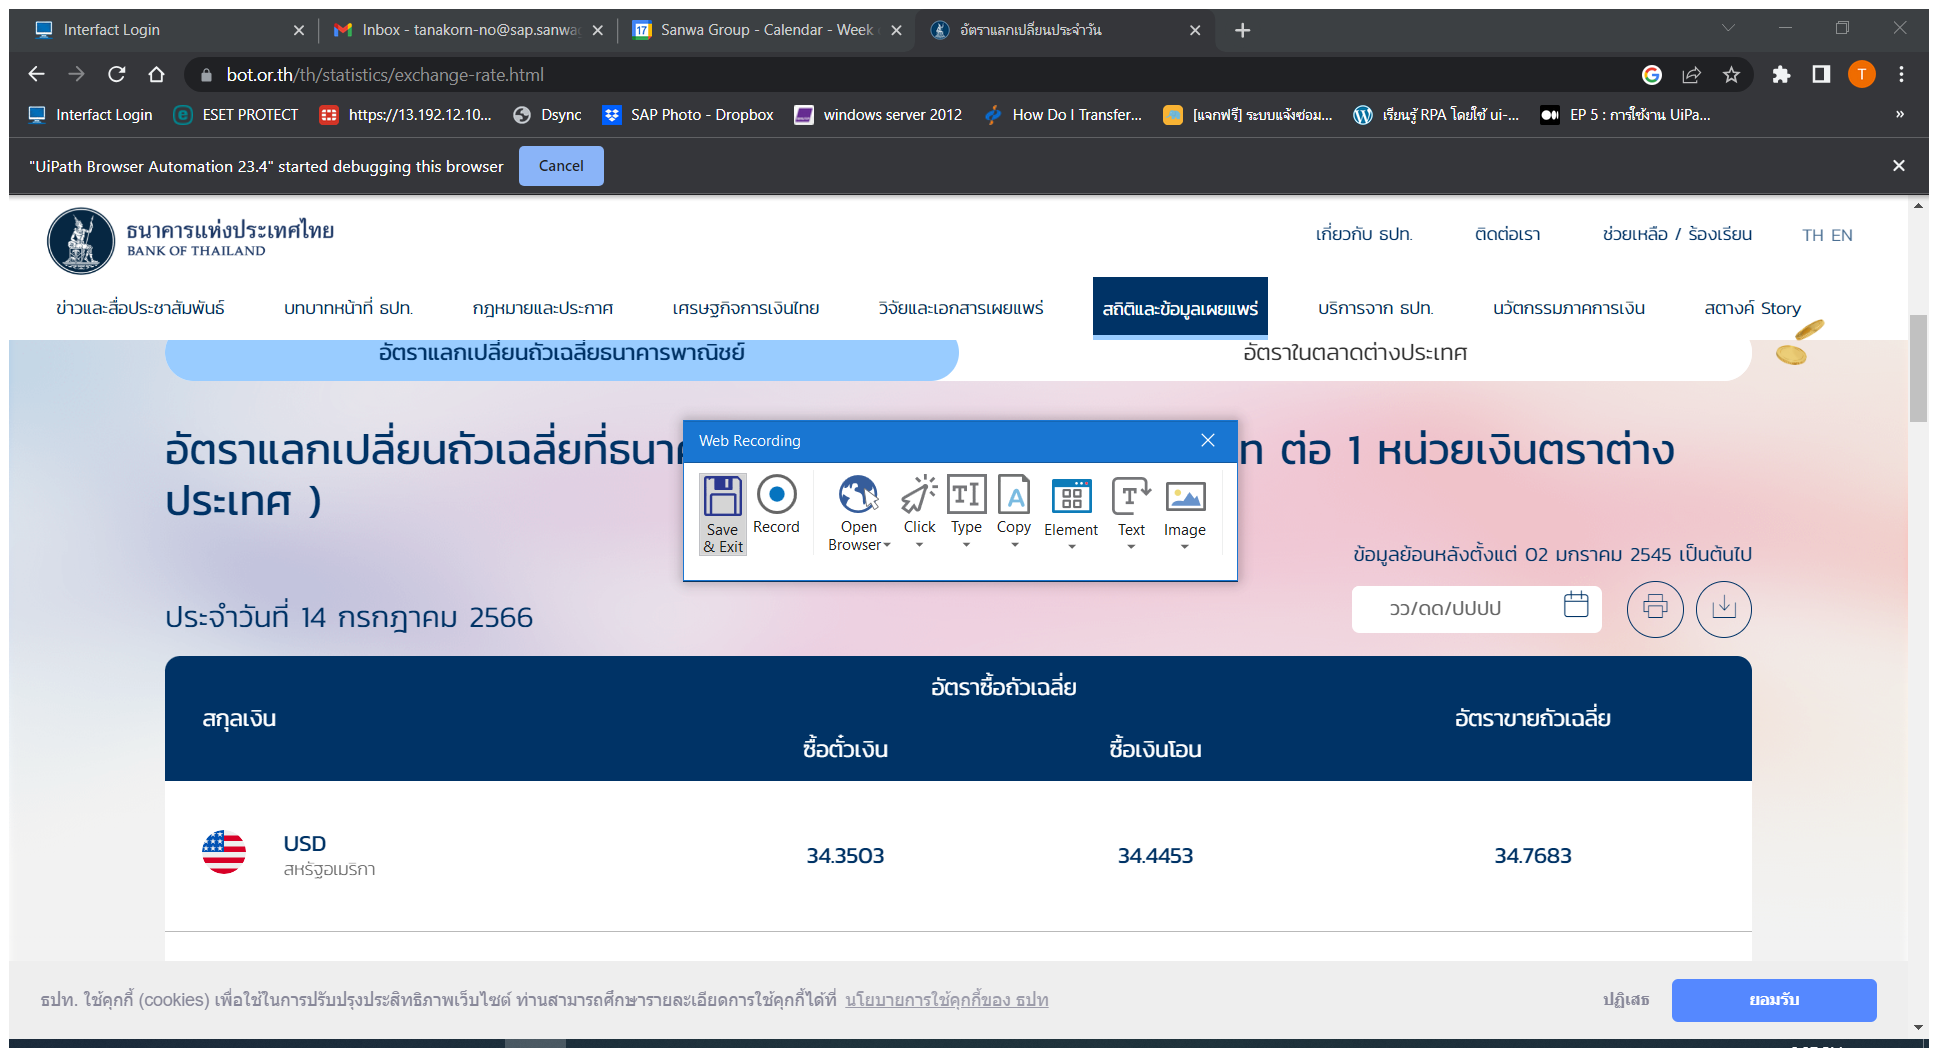 Interfact Login
Inbox - tanakorn-no@sap.sanwa
Sanwa Group - Calendar - Week
อัตราแลกเปลี่ยนประจำวัน
bot.or.th/th/statistics/exchange-rate.html
Interfact Login
ESET PROTECT
https://13.192.12.10...
Dsync
SAP Photo - Dropbox
windows server 2012
How Do I Transfer...
[แจกฟรี] ระบบแจ้งซ่อม...
เรียนรู้ RPA โดยใช้ ui-...
EP 5 : การใช้งาน UiPa...
"UiPath Browser Automation 23.4" started debugging this browser
Cancel
ธนาคารแห่งประเทศไทย
BANK OF THAILAND
เกี่ยวกับ ธปท.
ติดต่อเรา
ช่วยเหลือ / ร้องเรียน
TH EN
ข่าวและสื่อประชาสัมพันธ์
บทบาทหน้าที่ ธปท.
กฎหมายและประกาศ
เศรษฐกิจการเงินไทย
วิจัยและเอกสารเผยแพร่
สถิติและข้อมูลเผยแพร่
บริการจาก ธปท.
นวัตกรรมภาคการเงิน
สตางค์ Story
อัตราแลกเปลี่ยนถัวเฉลี่ยธนาคารพาณิชย์
อัตราในตลาดต่างประเทศ
อัตราแลกเปลี่ยนถัวเฉลี่ยที่ธนา ท ต่อ 1 หน่วยเงินตราต่าง
ประเทศ )
Web Recording
Save & Exit
Record
Open Browser
Click
Type
Copy
Element
Text
Image
ข้อมูลย้อนหลังตั้งแต่ 02 มกราคม 2545 เป็นต้นไป
ประจำวันที่ 14 กรกฎาคม 2566
วว/ดด/ปปปป
สกุลเงิน
อัตราซื้อถัวเฉลี่ย
ซื้อตั๋วเงิน
ซื้อเงินโอน
อัตราขายถัวเฉลี่ย
USD
สหรัฐอเมริกา
34.3503
34.4453
34.7683
ธปท. ใช้คุกกี้ (cookies) เพื่อใช้ในการปรับปรุงประสิทธิภาพเว็บไซต์ ท่านสามารถศึกษารายละเอียดการใช้คุกกี้ได้ที่ นโยบายการใช้คุกกี้ของ ธปท
ปฏิเสธ
ยอมรับ